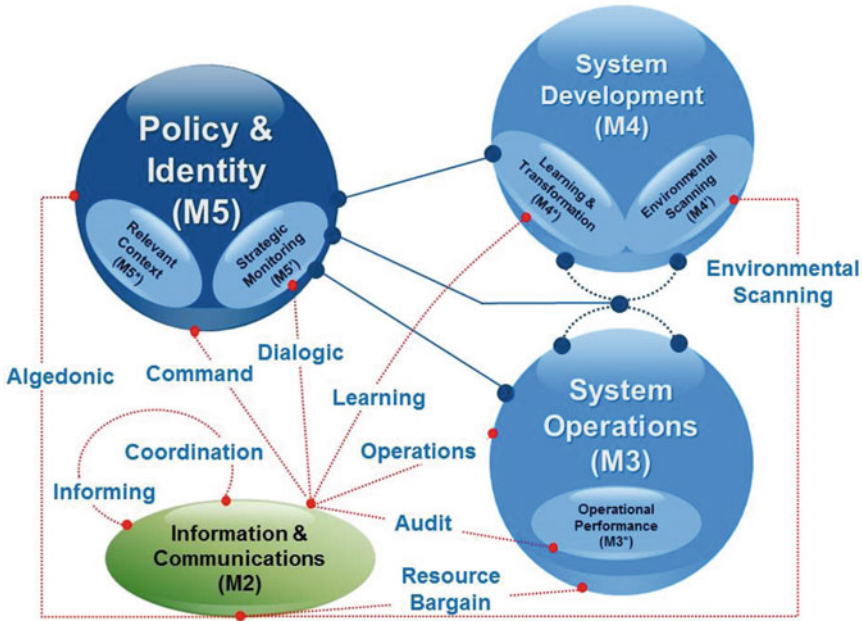 Policy &
Identity
(M5)
Relevant
Context
(M5*)
Strategic
Monitoring
(M5')
System
Development
(M4)
Learning &
Transformation
(M4*)
Environmental
Scanning
(M4')
Environmental
Scanning
Algedonic
Command
Dialogic
Learning
Operations
Coordination
Informing
Audit
System
Operations
(M3)
Operational
Performance
(M3*)
Information &
Communications
(M2)
Resource
Bargain